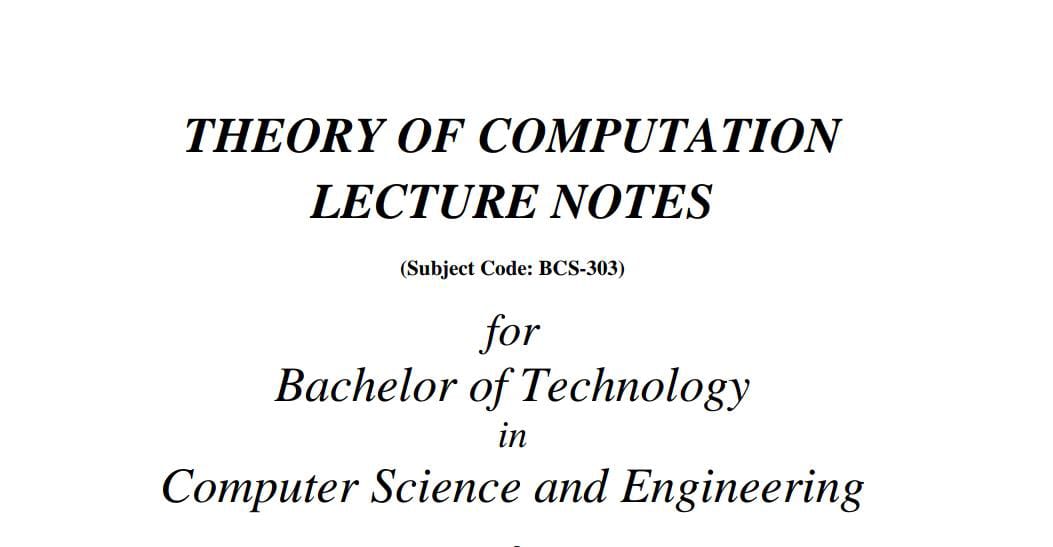 THEORY OF COMPUTATION
LECTURE NOTES
(Subject Code: BCS-303)
for
Bachelor of Technology
in
Computer Science and Engineering